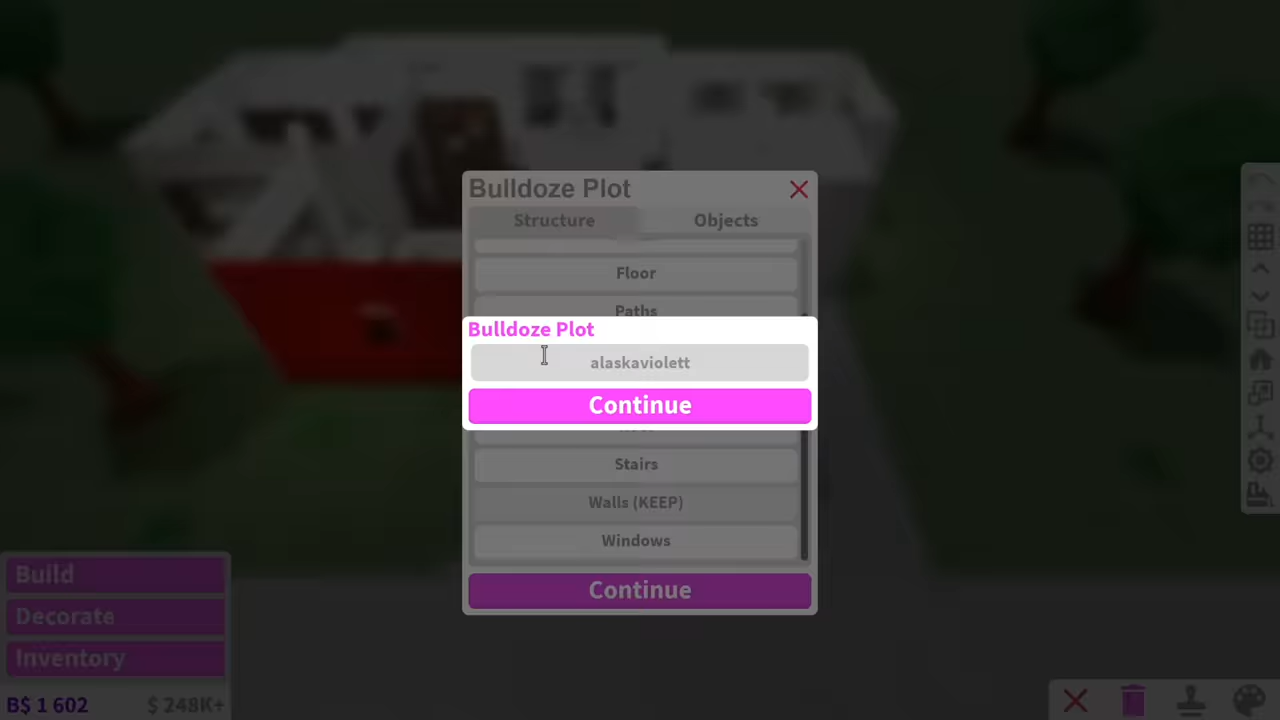 Bulldoze Plot
Structure
Objects
Floor
Paths
Bulldoze Plot
alaskaviolett
Continue
Stairs
Walls (KEEP)
Windows
Continue
Build
Decorate
Inventory
B$ 1 602
$ 248K+